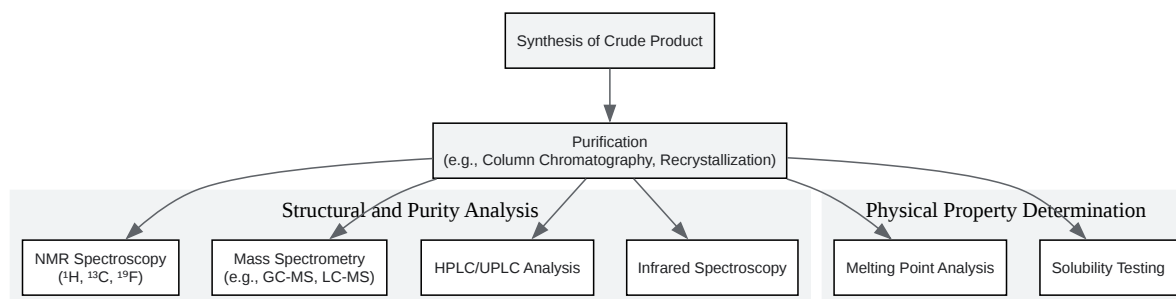 Synthesis of Crude Product
Purification
(e.g., Column Chromatography, Recrystallization)
Structural and Purity Analysis
Physical Property Determination
NMR Spectroscopy
(¹H, ¹³C, ¹⁹F)
Mass Spectrometry
(e.g., GC-MS, LC-MS)
HPLC/UPLC Analysis
Infrared Spectroscopy
Melting Point Analysis
Solubility Testing